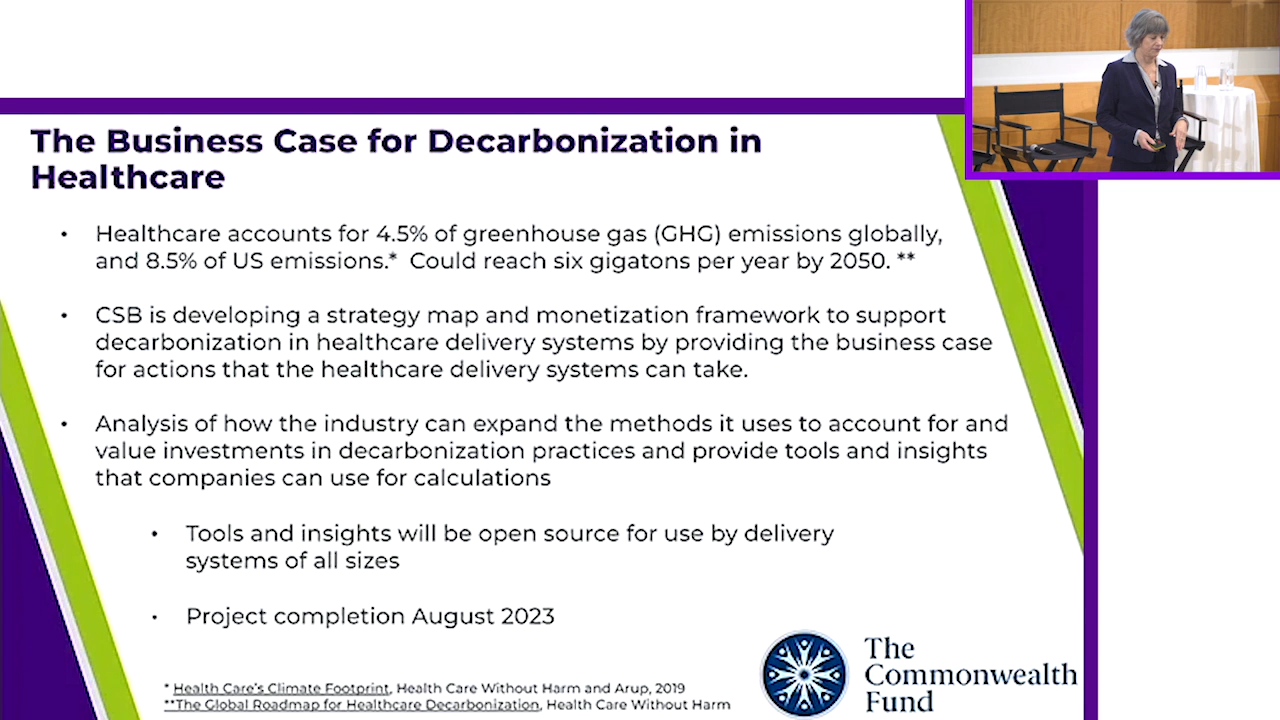 The Business Case for Decarbonization in
Healthcare
• Healthcare accounts for 4.5% of greenhouse gas (GHG) emissions globally,
and 8.5% of US emissions.* Could reach six gigatons per year by 2050. **
• CSB is developing a strategy map and monetization framework to support
decarbonization in healthcare delivery systems by providing the business case
for actions that the healthcare delivery systems can take.
• Analysis of how the industry can expand the methods it uses to account for and
value investments in decarbonization practices and provide tools and insights
that companies can use for calculations
• Tools and insights will be open source for use by delivery
systems of all sizes
• Project completion August 2023
* Health Care's Climate Footprint, Health Care Without Harm and Arup, 2019
**The Global Roadmap for Healthcare Decarbonization, Health Care Without Harm
The
Commonwealth
Fund